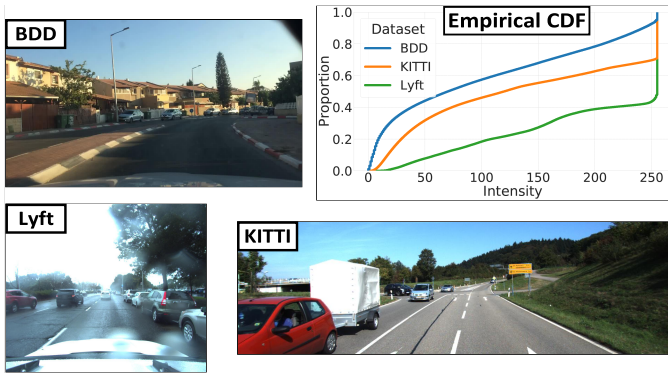 BDD
Empirical CDF
Dataset
BDD
KITTI
Lyft
Proportion
1.0
0.8
0.6
0.4
0.2
0.0
0 50 100 150 200 250
Intensity
Lyft
KITTI